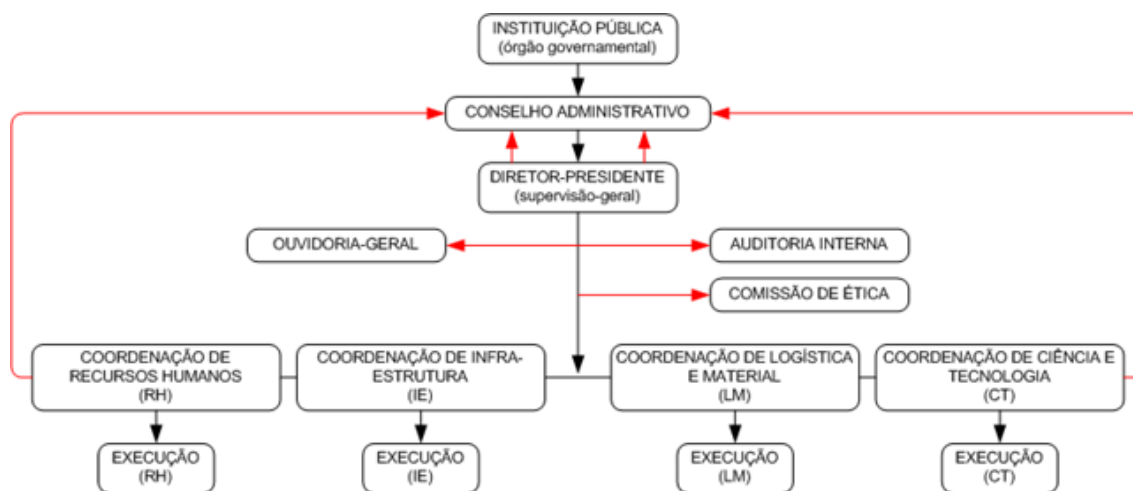 INSTITUIÇÃO PÚBLICA
(órgão governamental)
CONSELHO ADMINISTRATIVO
DIRETOR-PRESIDENTE
(supervisão-geral)
OUVIDORIA-GERAL
AUDITORIA INTERNA
COMISSÃO DE ÉTICA
COORDENAÇÃO DE
RECURSOS HUMANOS
(RH)
COORDENAÇÃO DE INFRA-
ESTRUTURA
(IE)
COORDENAÇÃO DE LOGÍSTICA
E MATERIAL
(LM)
COORDENAÇÃO DE CIÊNCIA E
TECNOLOGIA
(CT)
EXECUÇÃO
(RH)
EXECUÇÃO
(IE)
EXECUÇÃO
(LM)
EXECUÇÃO
(CT)